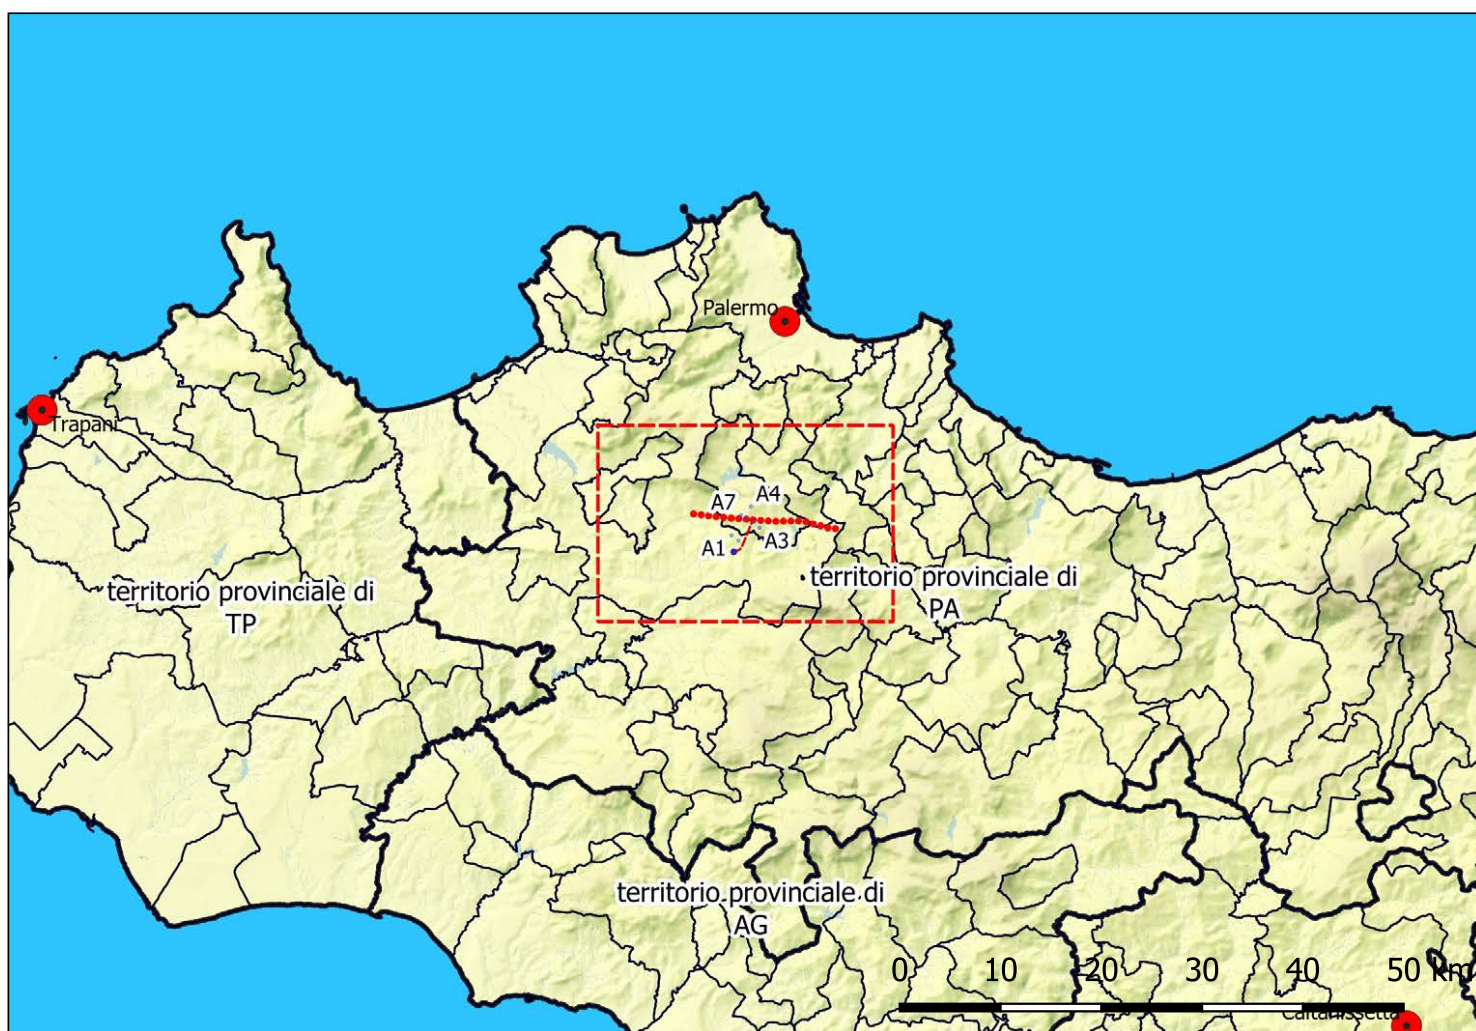 Palermo
Trapani
A4
A7
A3
A1
territorio provinciale di
PA
territorio provinciale di
TP
territorio provinciale di
AG
0 10 20 30 40 50 km
Caltanissetta